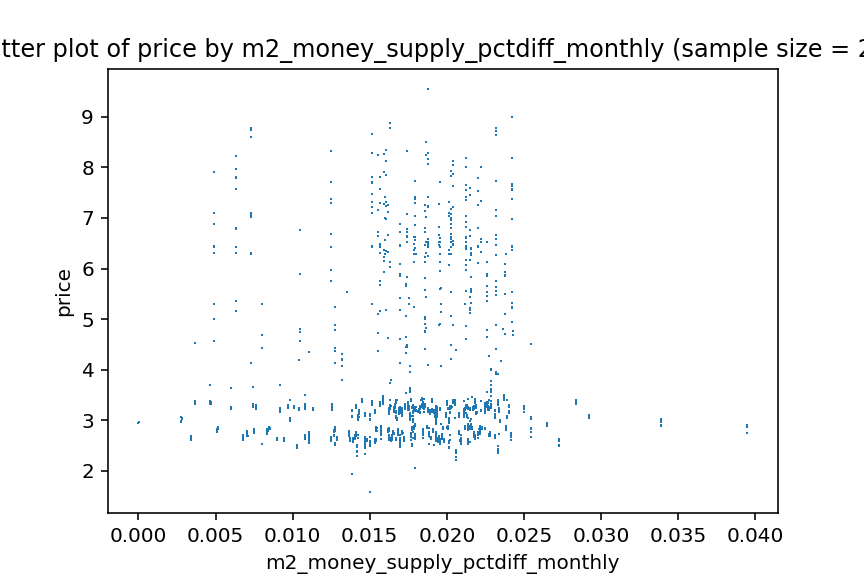 tter plot of price by m2_money_supply_pctdiff_monthly (sample size = 2
9
8
7
6
5
4
3
2
price
0.000 0.005 0.010 0.015 0.020 0.025 0.030 0.035 0.040
m2_money_supply_pctdiff_monthly